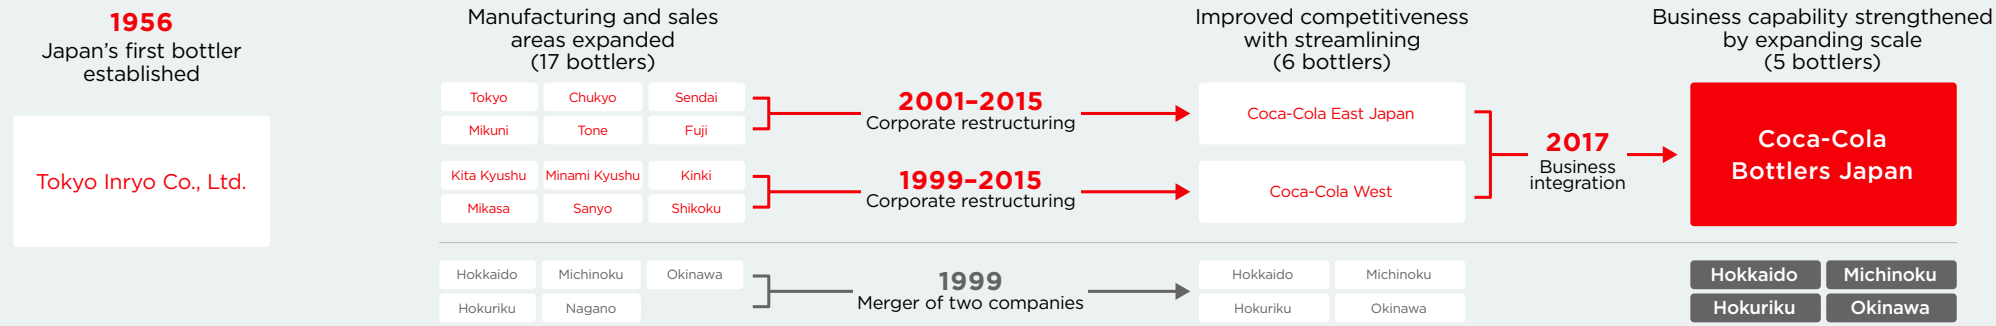 1956
Japan’s first bottler
established
Tokyo Inryo Co., Ltd.
Manufacturing and sales
areas expanded
(17 bottlers)
Tokyo Chukyo Sendai
Mikuni Tone Fuji
Kita Kyushu Minami Kyushu Kinki
Mikasa Sanyo Shikoku
Hokkaido Michinoku Okinawa
Hokuriku Nagano
2001–2015
Corporate restructuring
1999–2015
Corporate restructuring
1999
Merger of two companies
Improved competitiveness
with streamlining
(6 bottlers)
Coca-Cola East Japan
Coca-Cola West
Hokkaido Michinoku
Hokuriku Okinawa
2017
Business
integration
Business capability strengthened
by expanding scale
(5 bottlers)
Coca-Cola
Bottlers Japan
Hokkaido Michinoku
Hokuriku Okinawa